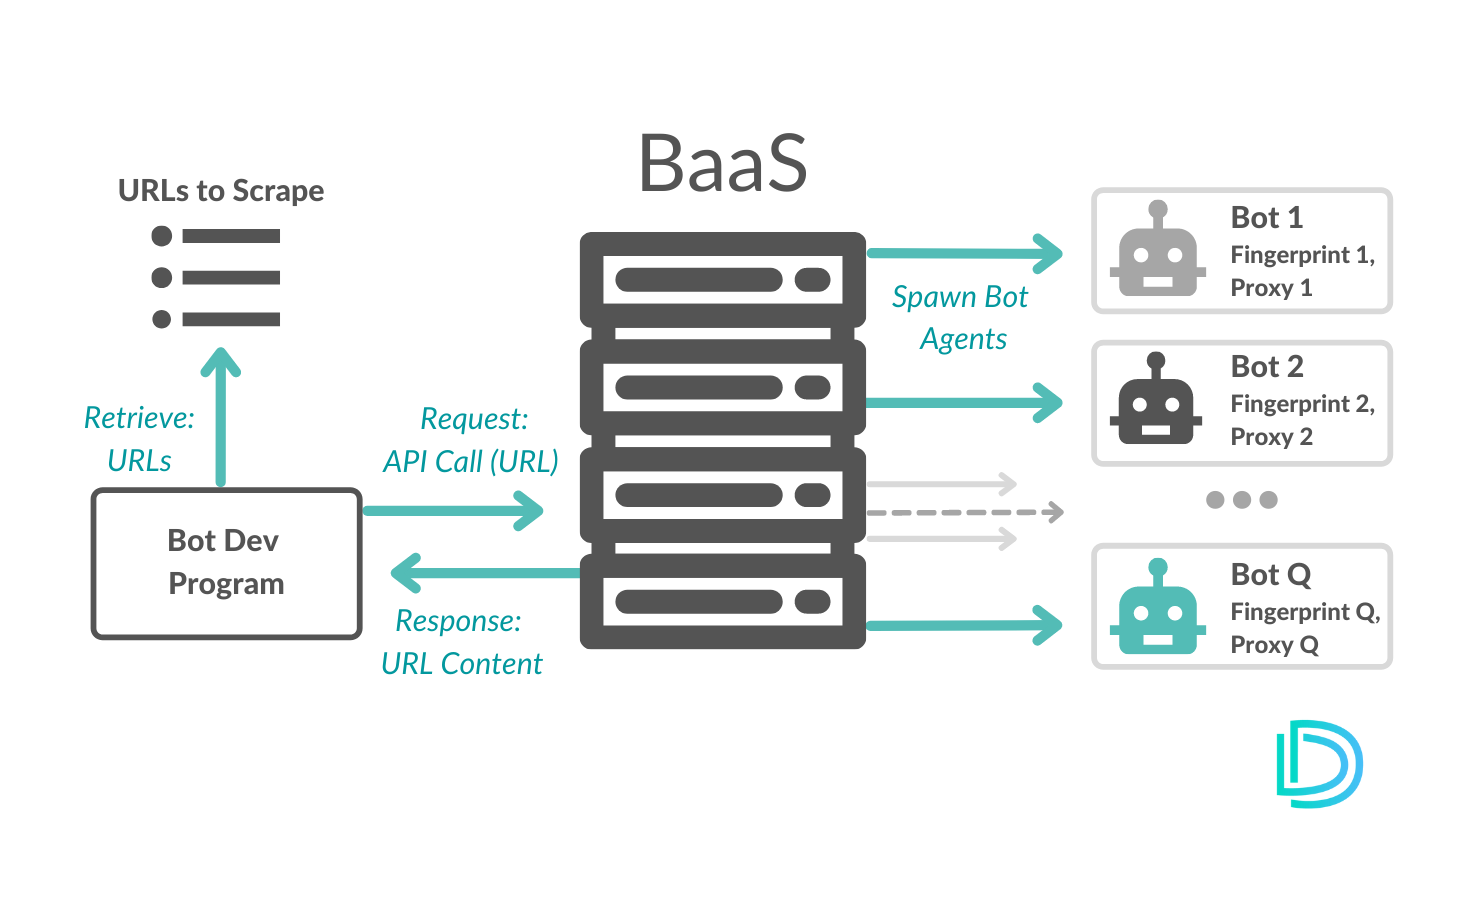 BaaS
URLs to Scrape
Retrieve:
URLs
Bot Dev
Program
Request:
API Call (URL)
Response:
URL Content
Spawn Bot
Agents
Bot 1
Fingerprint 1,
Proxy 1
Bot 2
Fingerprint 2,
Proxy 2
Bot Q
Fingerprint Q,
Proxy Q